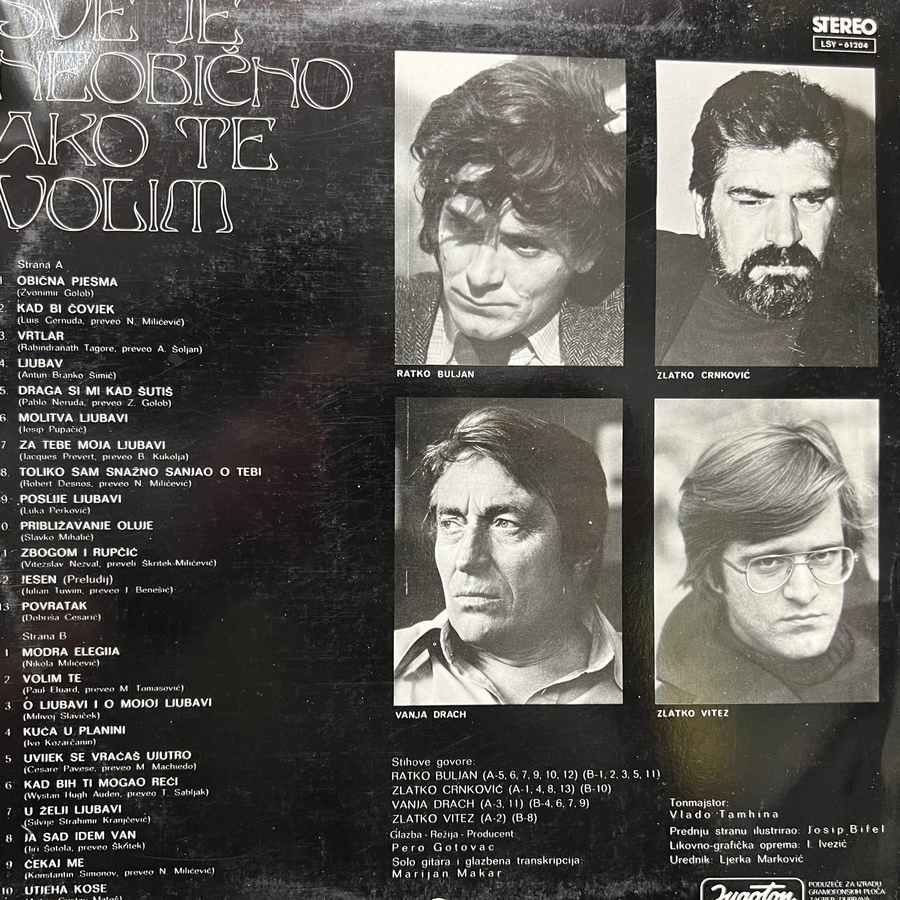 SVE JE
NEOBIČNO
AKO TE
VOLIM
STEREO
LSY-61204
Strana A
1 OBIČNA PJESMA
(Zvonimir Golob)
2. KAD BI ČOVJEK
(Luis Cernuda, preveo N. Milićević)
3. VRTLAR
(Rabindranath Tagore, preveo A. Šoljan)
4. LJUBAV
(Antun Branko Šimić)
5. DRAGA SI MI KAD ŠUTIŠ
(Pablo Neruda, preveo Z. Golob)
6 MOLITVA LJUBAVI
(Josip Pupačić)
7 ZA TEBE MOJA LJUBAVI
(Jacques Prevert, preveo B. Kukolja)
8. TOLIKO SAM SNAŽNO SANJAO O TEBI
(Robert Desnos, preveo N. Milićević)
9 POSLIJE LJUBAVI
(Luka Perković)
0. PRIBLIŽAVANJE OLUJE
(Slavko Mihalić)
1 ZBOGOM I RUPČIĆ
(Vitezslav Nezval, preveli Škritek-Milićević)
2. JESEN (Preludij)
(Julian Tuwim, preveo J. Benešić)
13. POVRATAK
(Dobriša Cesarić)
Strana B
1 MODRA ELEGIJA
(Nikola Milićević)
2. VOLIM TE
(Paul Eluard, preveo M. Tomasović)
3 O LJUBAVI I O MOJOJ LJUBAVI
(Milivoj Slaviček)
4 KUĆA U PLANINI
(Ivo Kozarčanin)
5 UVIJEK SE VRAĆAŠ UJUTRO
(Cesare Pavese, preveo M. Machiedo)
6 KAD BIH TI MOGAO REĆI
(Wystan Hugh Auden, preveo T. Sabljak)
7 U ŽELJI LJUBAVI
(Silvije Strahimir Kranjčević)
8 JA SAD IDEM VAN
(Jiri Šotola, preveo Škritek)
9 ČEKAJ ME
(Konstantin Simonov, preveo N. Milićević)
10 UTJEHA KOSE
RATKO BULJAN
ZLATKO CRNKOVIĆ
VANJA DRACH
ZLATKO VITEZ
Stihove govore:
RATKO BULJAN (A-5, 6, 7, 9, 10, 12) (B-1, 2, 3, 5, 11)
ZLATKO CRNKOVIĆ (A-1, 4, 8, 13) (B-10)
VANJA DRACH (A-3, 11) (B-4, 6, 7, 9)
ZLATKO VITEZ (A-2) (B-8)
Glazba - Režija - Producent
Pero Gotovac
Solo gitara i glazbena transkripcija:
Marijan Makar
Tonmajstor:
Vlado Tamhina
Prednju stranu ilustrirao: Josip Bifel
Likovno-grafička oprema: I. Ivezić
Urednik: Ljerka Marković
Jugoton
PODUZEĆE ZA IZRADU
GRAMOFONSKIH PLOČA
ZAGREB, DUBRAVA